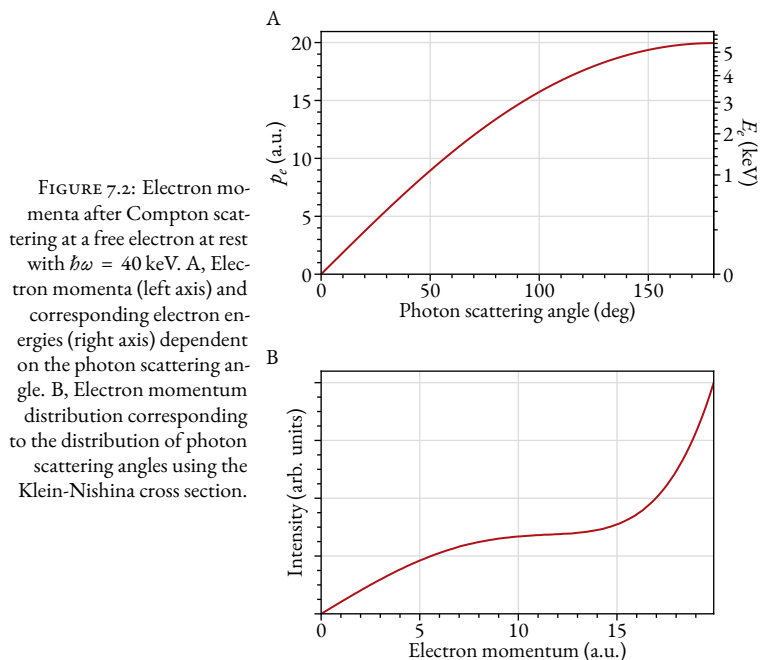 FIGURE 7.2: Electron mo-
menta after Compton scat-
tering at a free electron at rest
with ℏω = 40 keV. A, Elec-
tron momenta (left axis) and
corresponding electron en-
ergies (right axis) dependent
on the photon scattering an-
gle. B, Electron momentum
distribution corresponding
to the distribution of photon
scattering angles using the
Klein-Nishina cross section.
A
20
15
10
5
0
pₑ (a.u.)
5
4
3
2
1
0
Eₑ (keV)
0 50 100 150
Photon scattering angle (deg)
B
Intensity (arb. units)
0 5 10 15
Electron momentum (a.u.)